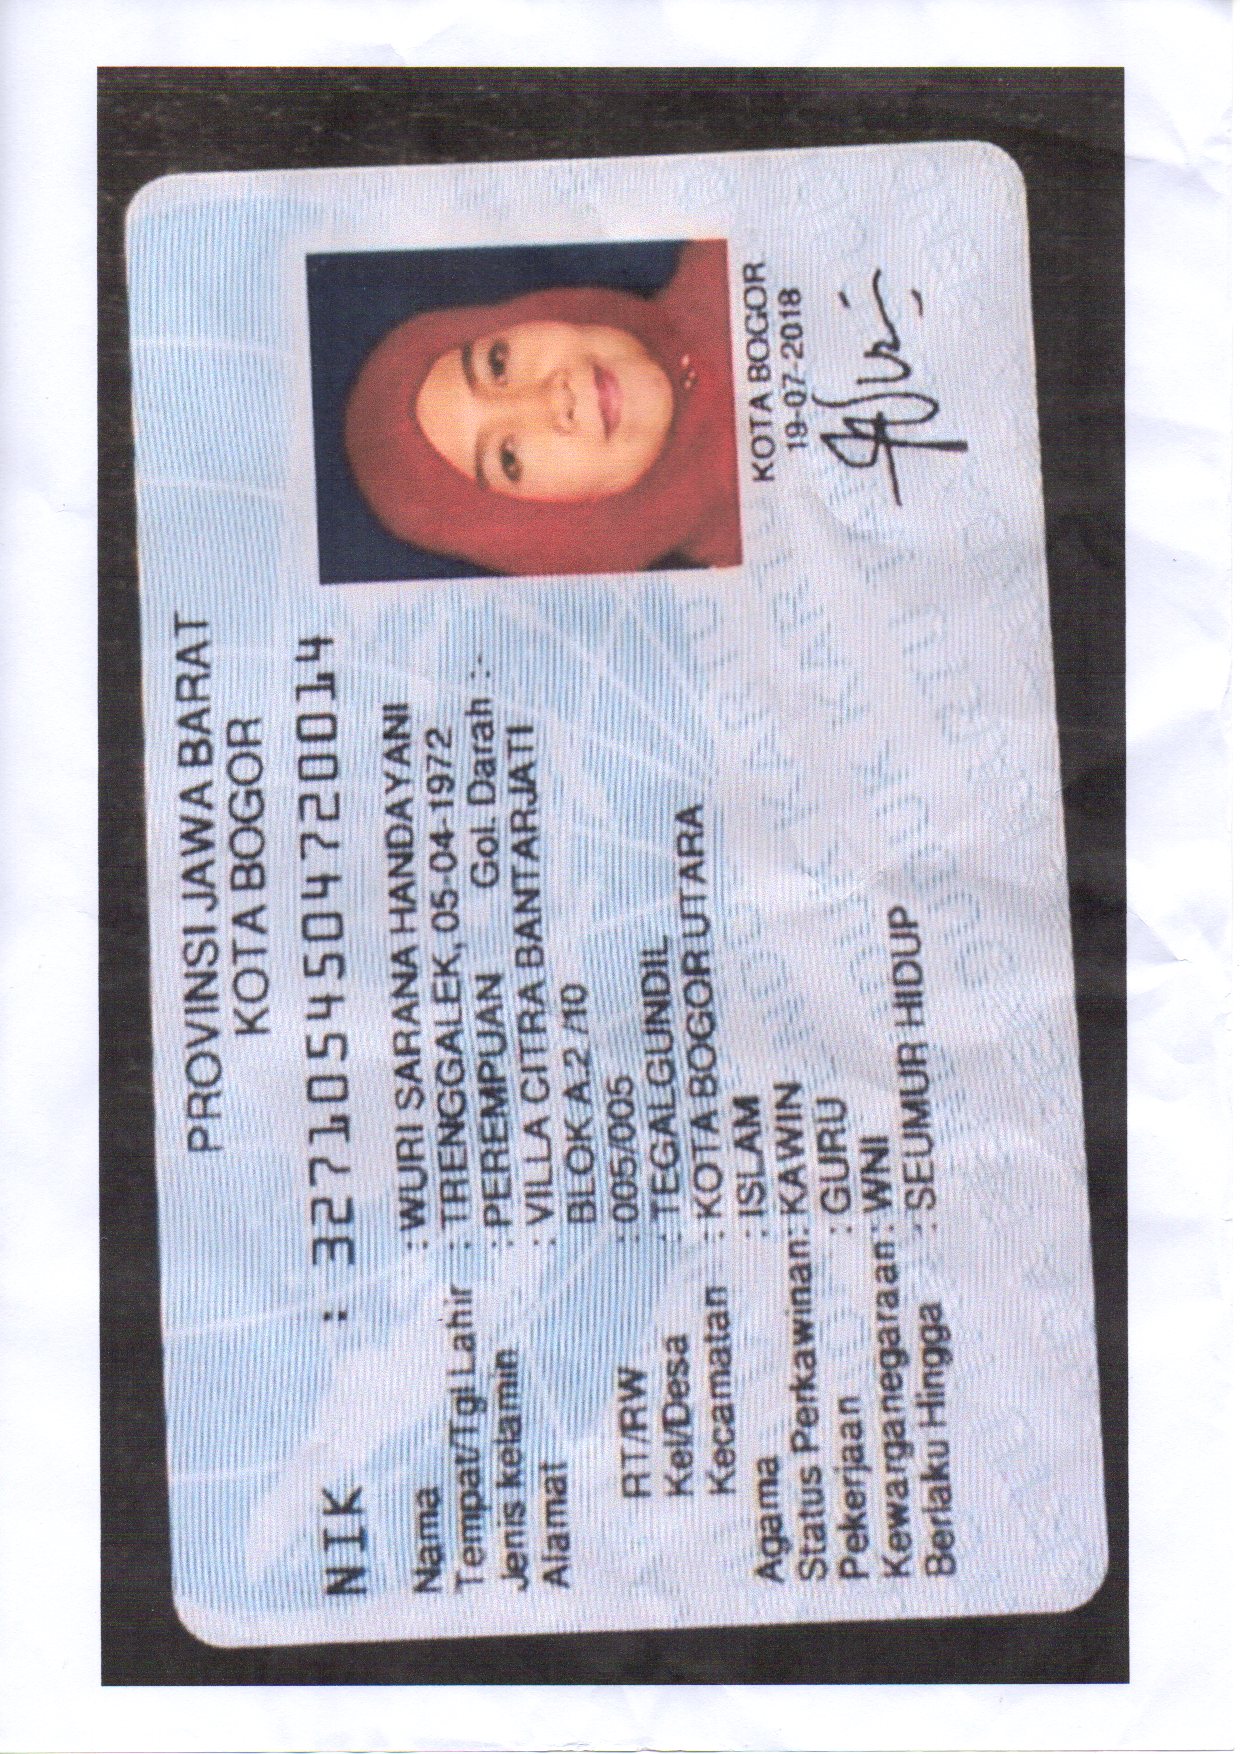 PROVINSI JAWA BARAT
KOTA BOGOR
NIK : 3271054504720014
Nama : WURI SARANA HANDAYANI
Tempat/Tgl Lahir : TRENGGALEK, 05-04-1972
Jenis kelamin : PEREMPUAN Gol. Darah :-
Alamat : VILLA CITRA BANTARJATI
BLOK A.2 /10
RT/RW : 005/005
Kel/Desa : TEGALGUNDIL
Kecamatan : KOTA BOGOR UTARA
Agama : ISLAM
Status Perkawinan: KAWIN
Pekerjaan : GURU
Kewarganegaraan: WNI
Berlaku Hingga : SEUMUR HIDUP
KOTA BOGOR
19-07-2018